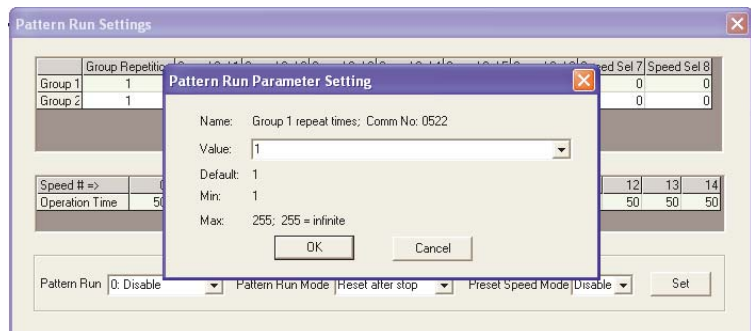 Pattern Run Settings
Group Repetitio
ed Sel 7 Speed Sel 8
Group 1 1 0 0
Group 2 1 0 0
Pattern Run Parameter Setting
Name: Group 1 repeat times; Comm No: 0522
Value: 1
Default: 1
Min: 1
Max: 255; 255 = infinite
OK Cancel
Speed # => 12 13 14
Operation Time 50 50 50
Pattern Run 0: Disable Pattern Run Mode Reset after stop Preset Speed Mode Disable Set